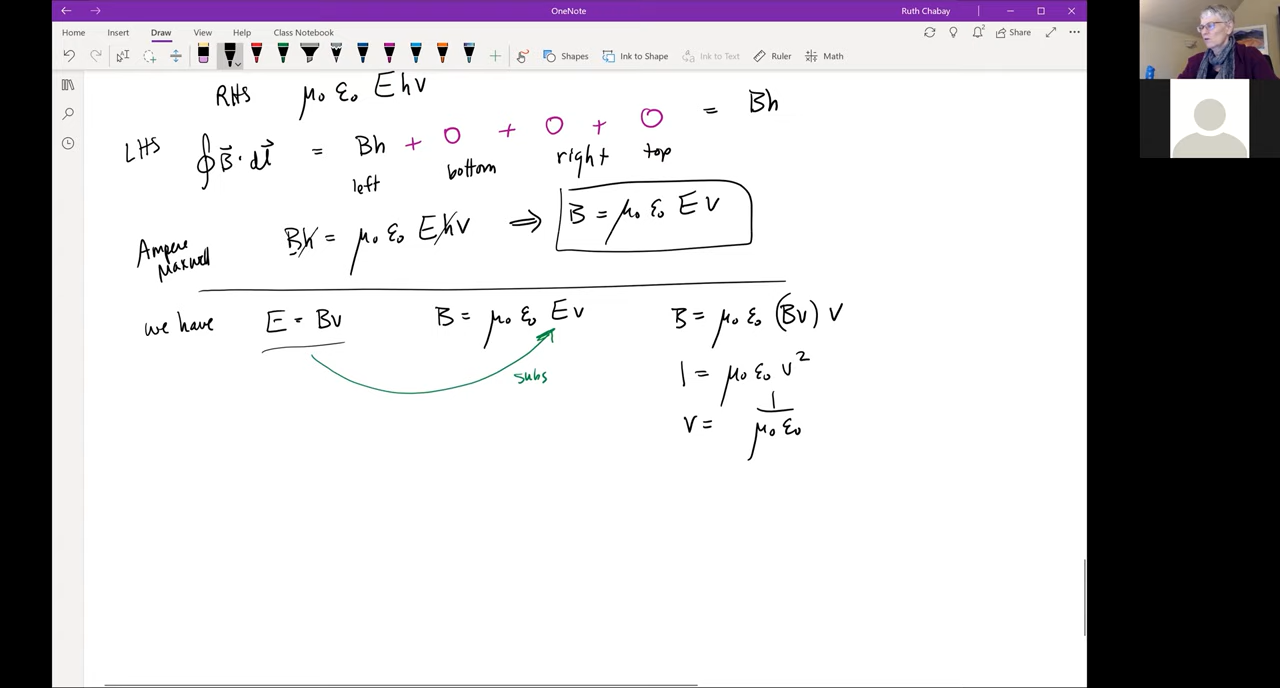 OneNote
Ruth Chabay
Home Insert Draw View Help Class Notebook
Share
Shapes Ink to Shape Ink to Text Ruler Math
RHS μ₀ ε₀ E h v
LHS ∮ B⃗ · dl⃗ = Bh + 0 + 0 + 0 = Bh
left bottom right top
Ampere Maxwell Bh = μ₀ ε₀ E h v ⇒ B = μ₀ ε₀ E v
we have E = Bv B = μ₀ ε₀ E v B = μ₀ ε₀ (Bv) v
subs 1 = μ₀ ε₀ v²
v = 1/μ₀ ε₀